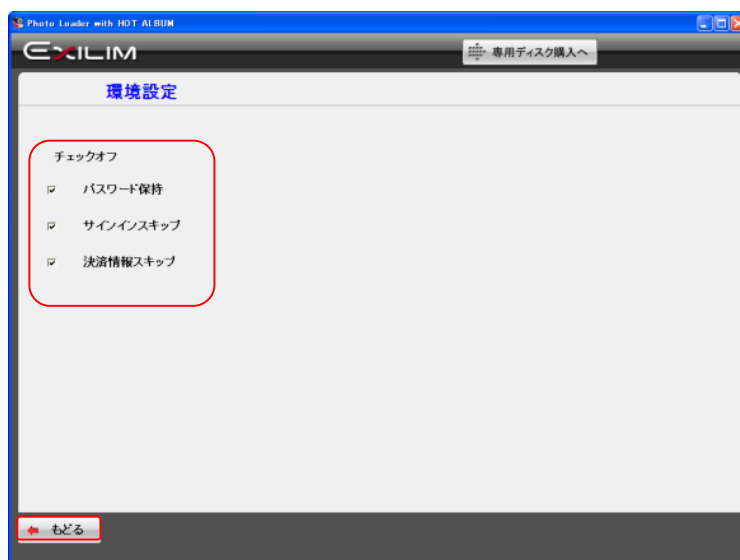 Photo Loader with HOT ALBUM
EXILIM
専用ディスク購入へ
環境設定
チェックオフ
パスワード保持
サインインスキップ
決済情報スキップ
もどる